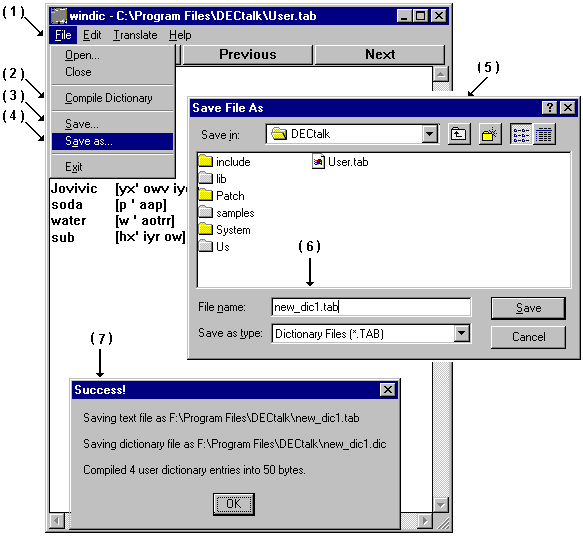 ( 1 )
windic - C:\Program Files\DECtalk\User.tab
File Edit Translate Help
Previous Next
Open...
Close
( 2 )
Compile Dictionary
( 3 )
Save...
( 4 )
Save as...
Exit
Jovivic [yx' owv iy
soda [p ' aap]
water [w ' aotrr]
sub [hx' iyr ow]
( 5 )
Save File As
Save in: DECtalk
include
lib
Patch
samples
System
Us
User.tab
( 6 )
File name: new_dic1.tab
Save
Save as type: Dictionary Files (*.TAB)
Cancel
( 7 )
Success!
Saving text file as F:\Program Files\DECtalk\new_dic1.tab
Saving dictionary file as F:\Program Files\DECtalk\new_dic1.dic
Compiled 4 user dictionary entries into 50 bytes.
OK